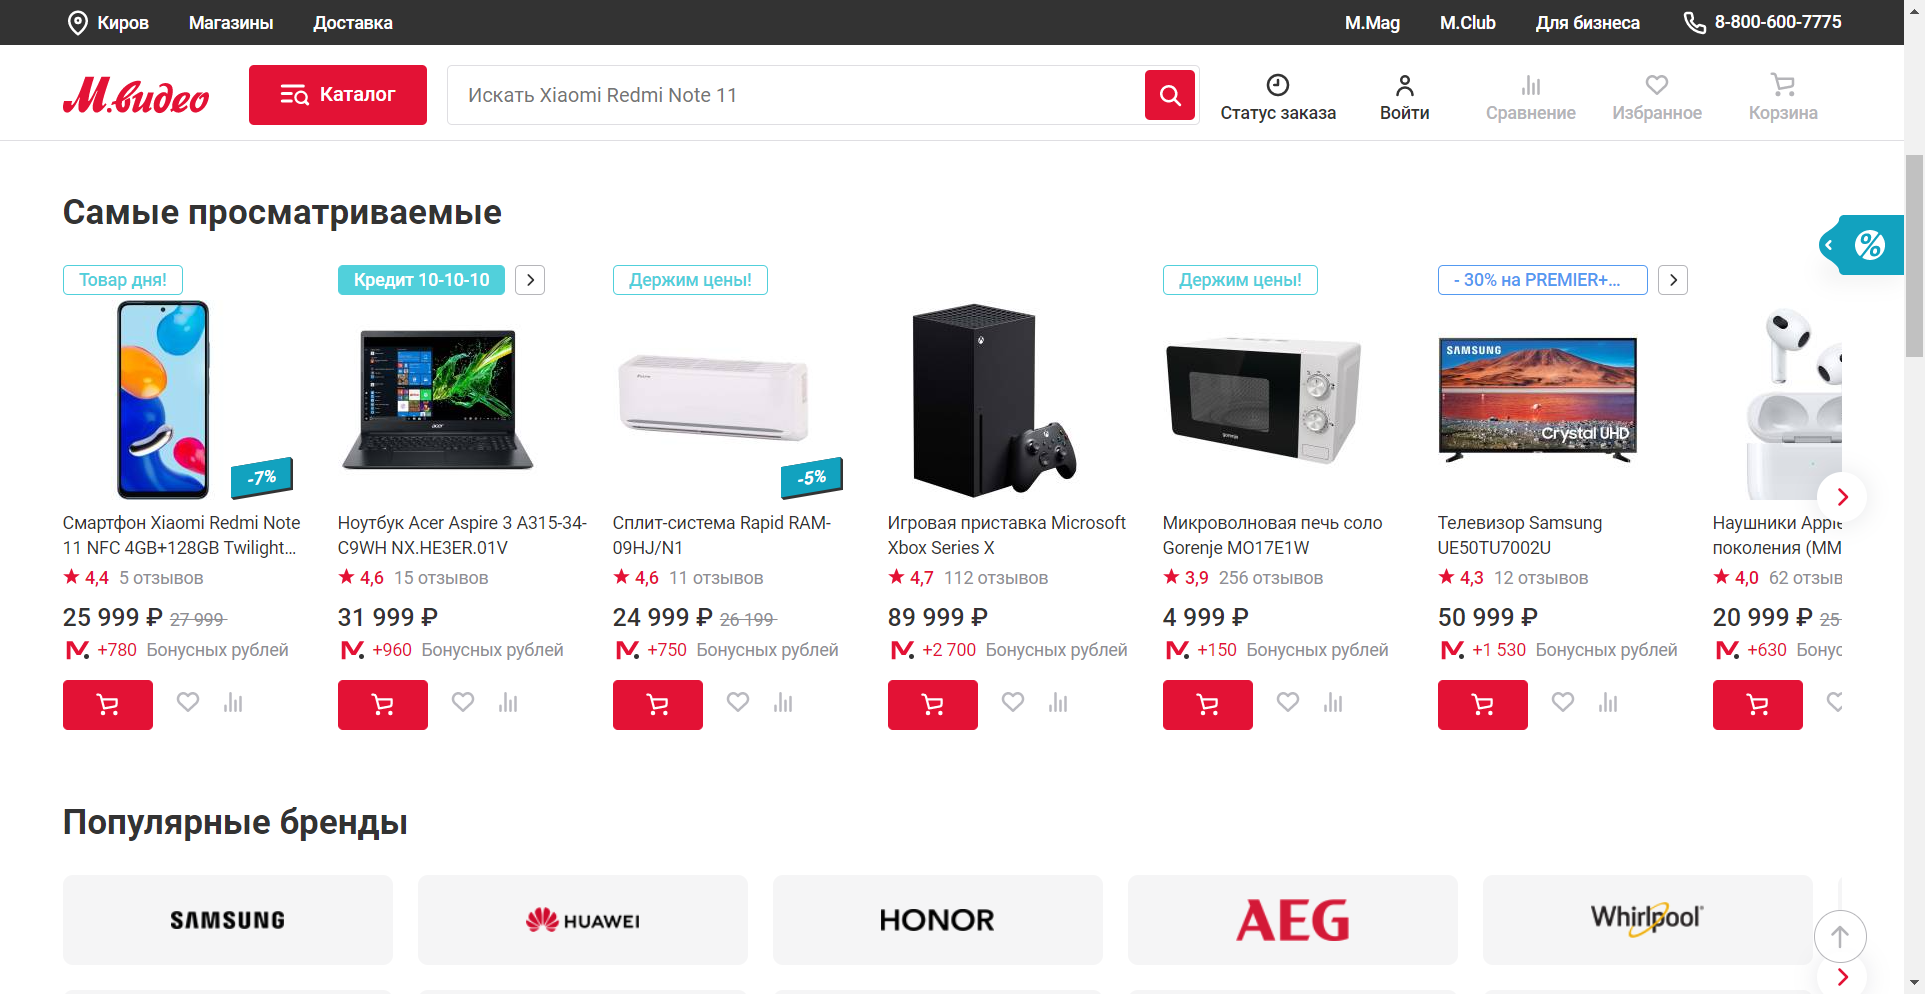 Киров Магазины Доставка M.Mag M.Club Для бизнеса 8-800-600-7775
М.видео Каталог Искать Xiaomi Redmi Note 11 Статус заказа Войти Сравнение Избранное Корзина
Самые просматриваемые
Товар дня!
-7%
Смартфон Xiaomi Redmi Note
11 NFC 4GB+128GB Twilight...
4,4 5 отзывов
25 999 ₽ 27 999
+780 Бонусных рублей
Кредит 10-10-10
acer
Ноутбук Acer Aspire 3 A315-34-
C9WH NX.HE3ER.01V
4,6 15 отзывов
31 999 ₽
+960 Бонусных рублей
Держим цены!
-5%
Сплит-система Rapid RAM-
09HJ/N1
4,6 11 отзывов
24 999 ₽ 26 199
+750 Бонусных рублей
Игровая приставка Microsoft
Xbox Series X
4,7 112 отзывов
89 999 ₽
+2 700 Бонусных рублей
Держим цены!
gorenje
Микроволновая печь соло
Gorenje MO17E1W
3,9 256 отзывов
4 999 ₽
+150 Бонусных рублей
- 30% на PREMIER+...
SAMSUNG
Crystal UHD
Телевизор Samsung
UE50TU7002U
4,3 12 отзывов
50 999 ₽
+1 530 Бонусных рублей
%
Наушники Apple
поколения (MM
4,0 62 отзыв
20 999 ₽ 25
+630 Бонус
Популярные бренды
SAMSUNG
HUAWEI
HONOR
AEG
Whirlpool